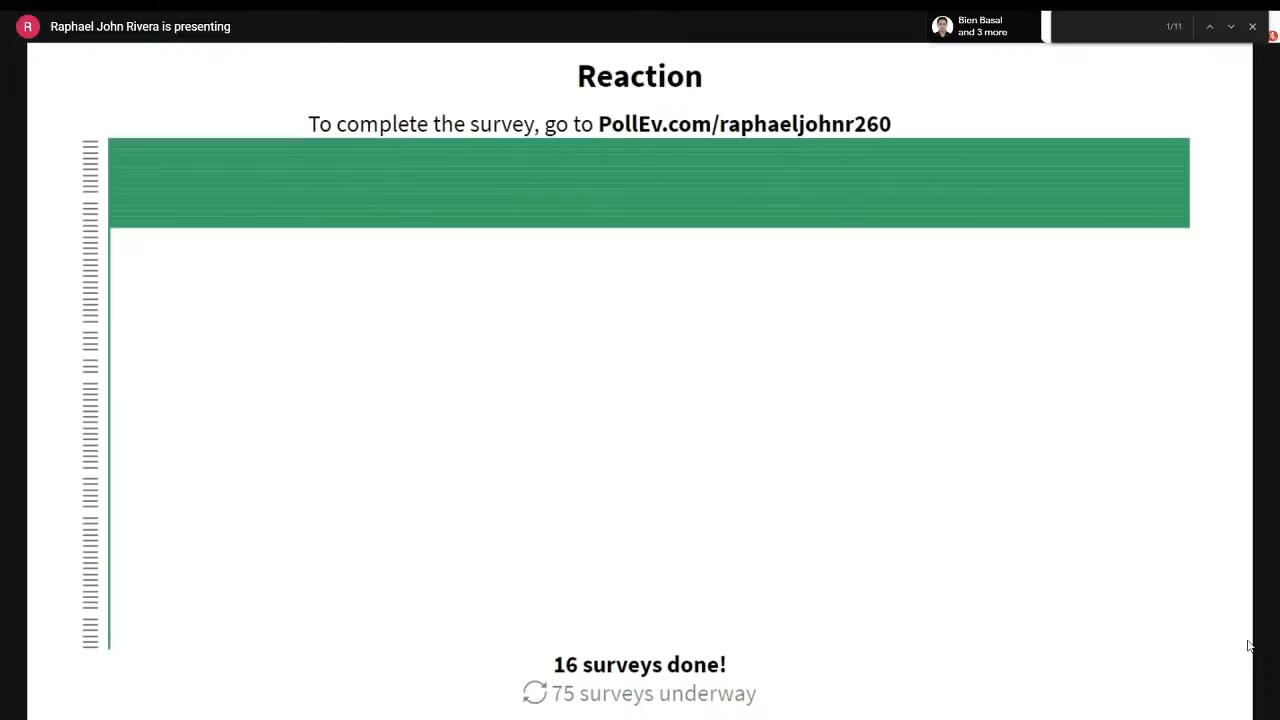 R Raphael John Rivera is presenting
Bien Basal
and 3 more
1/11
Reaction
To complete the survey, go to PollEv.com/raphaeljohnr260
16 surveys done!
75 surveys underway